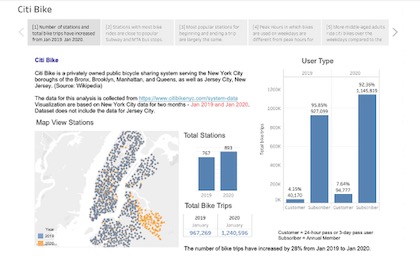 Citi Bike
[1] Number of stations and
total bike trips have increased
from Jan 2019 Jan 2020.
[2] Stations with most bike
rides are close to popular
Subway and MTA bus stops.
[3] Most popular stations for
beginning and ending a trip
are largely the same.
[4] Peak hours in which bikes
are used on weekdays are
different from peak hours for
[5] More middle aged adults
ride citi bikes over the
weekdays compared to the
Citi Bike
Citi Bike is a privately owned public bicycle sharing system serving the New York City
boroughs of the Bronx, Brooklyn, Manhattan, and Queens, as well as Jersey City, New
Jersey. (Source: Wikipedia)
The data for this analysis is collected from https://www.citibikenyc.com/system-data
Visualization are based on New York City data for two months - Jan 2019 and Jan 2020.
Dataset does not include the data for Jersey City.
Map View Stations
Year
2019
2020
Total Stations
767
893
2019
2020
Total Bike Trips
2019
2020
January
January
967,269
1,240,596
User Type
2019
2020
Total bike trips
1200K
1000K
800K
600K
400K
200K
0K
4.15%
40,170
95.85%
927,099
7.64%
94,777
92.36%
1,145,819
Customer
Subscriber
Customer
Subscriber
Customer = 24-hour pass or 3-day pass user
Subscriber = Annual Member
The number of bike trips have increased by 28% from Jan 2019 to Jan 2020.